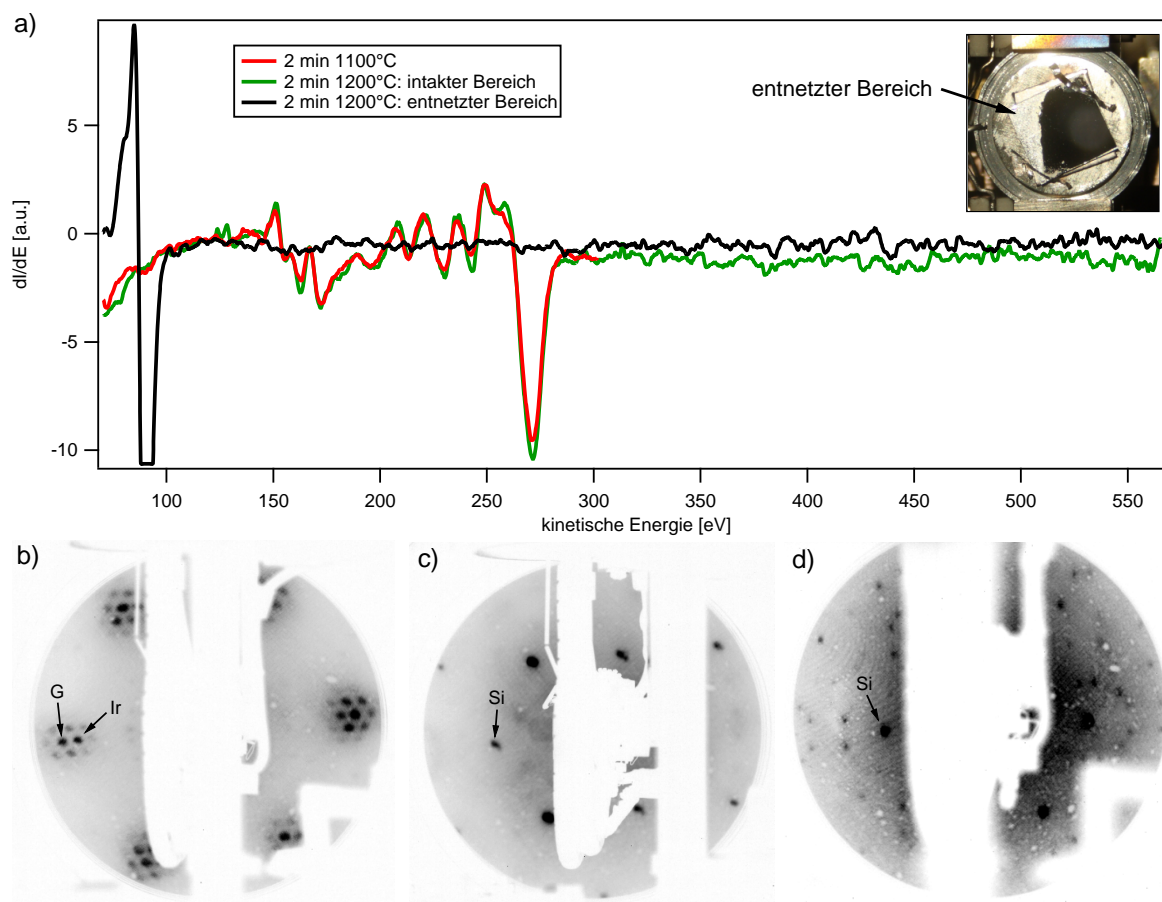 a)
2 min 1100°C
2 min 1200°C: intakter Bereich
2 min 1200°C: entnetzter Bereich
entnetzter Bereich
dI/dE [a.u.]
5
0
-5
-10
100 150 200 250 300 350 400 450 500 550
kinetische Energie [eV]
b)
G
Ir
c)
Si
d)
Si